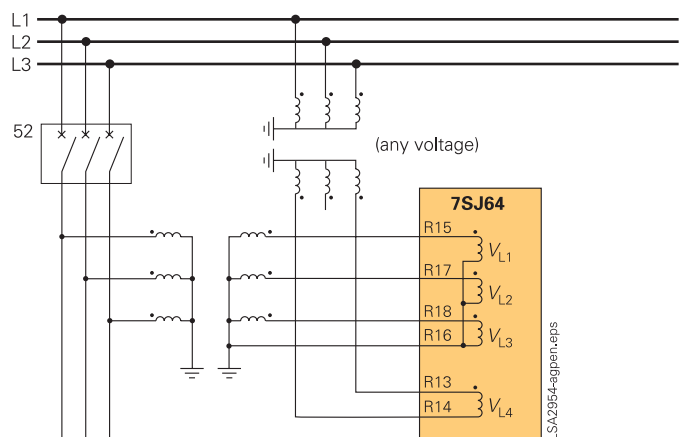 L1
L2
L3
52
(any voltage)
7SJ64
R15
VL1
R17
VL2
R18
R16
VL3
R13
R14
VL4
LSA2954-agpen.eps